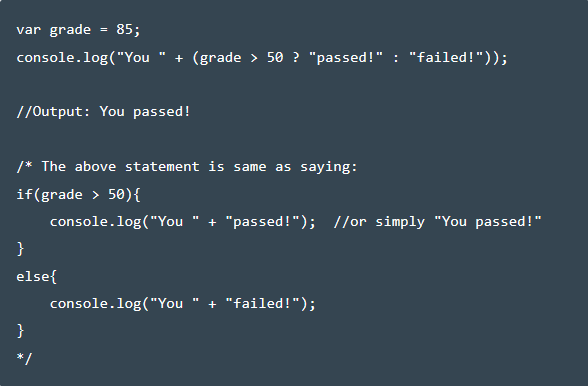 var grade = 85;
console.log("You " + (grade > 50 ? "passed!" : "failed!"));
//Output: You passed!
/* The above statement is same as saying:
if(grade > 50){
    console.log("You " + "passed!");  //or simply "You passed!"
}
else{
    console.log("You " + "failed!");
}
*/